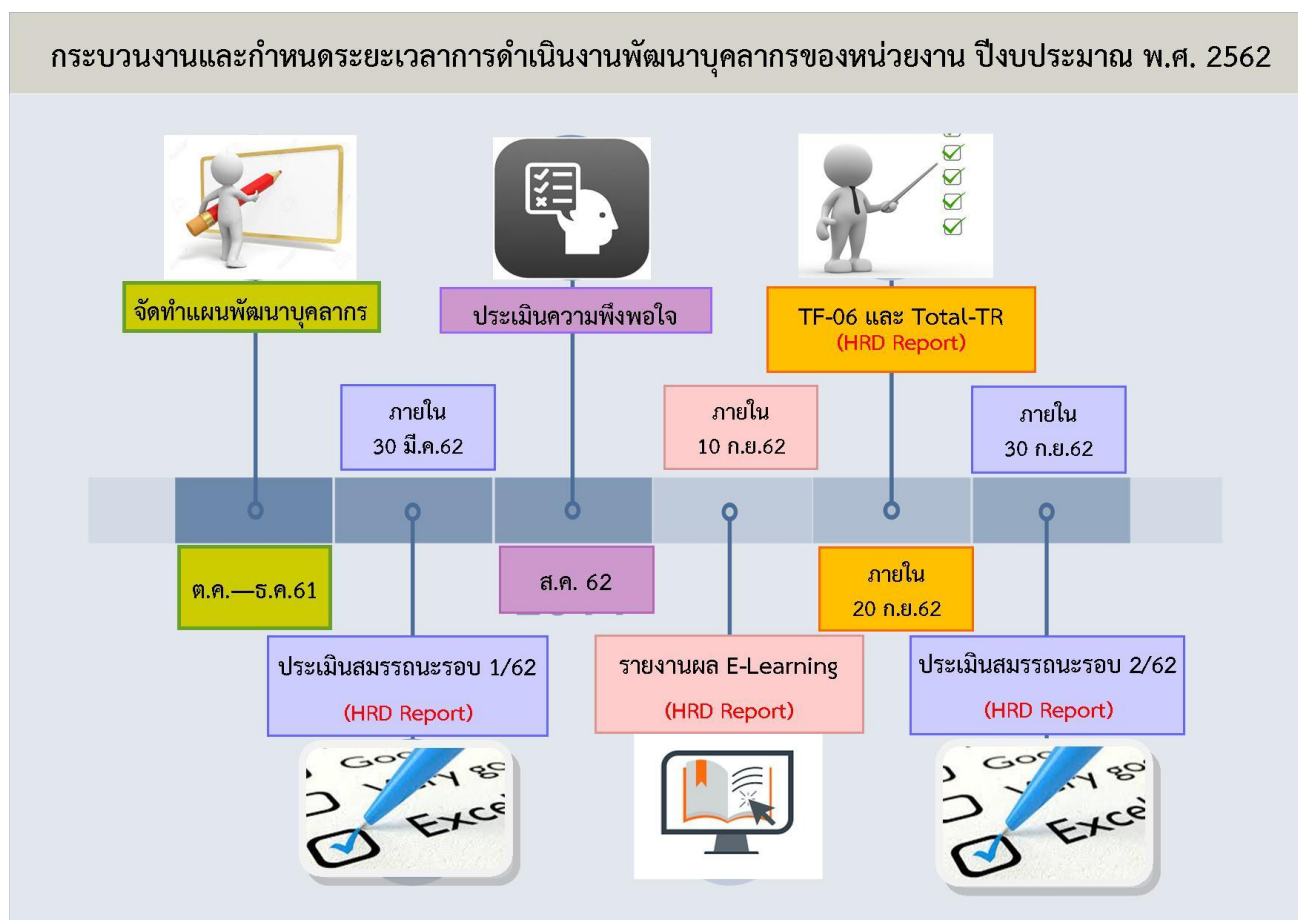 กระบวนงานและกำหนดระยะเวลาการดำเนินงานพัฒนาบุคลากรของหน่วยงาน ปีงบประมาณ พ.ศ. 2562
จัดทำแผนพัฒนาบุคลากร
ต.ค.—ธ.ค.61
ภายใน
30 มี.ค.62
ประเมินสมรรถนะรอบ 1/62
(HRD Report)
ประเมินความพึงพอใจ
ส.ค. 62
ภายใน
10 ก.ย.62
รายงานผล E-Learning
(HRD Report)
TF-06 และ Total-TR
(HRD Report)
ภายใน
20 ก.ย.62
ภายใน
30 ก.ย.62
ประเมินสมรรถนะรอบ 2/62
(HRD Report)